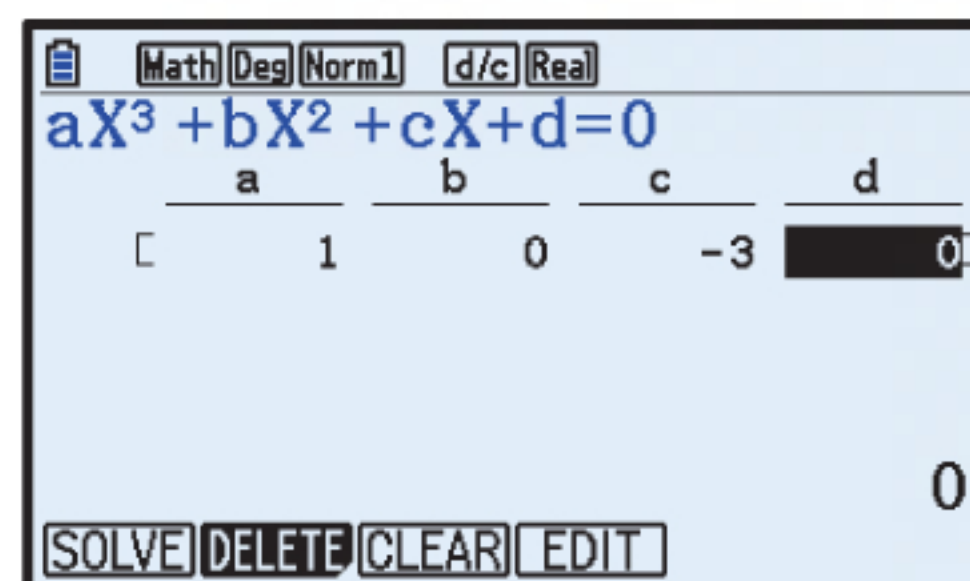 Math Deg Norm1 d/c Real
aX³ +bX² +cX+d=0
a b c d
[ 1 0 -3 0 ]
0
SOLVE DELETE CLEAR EDIT